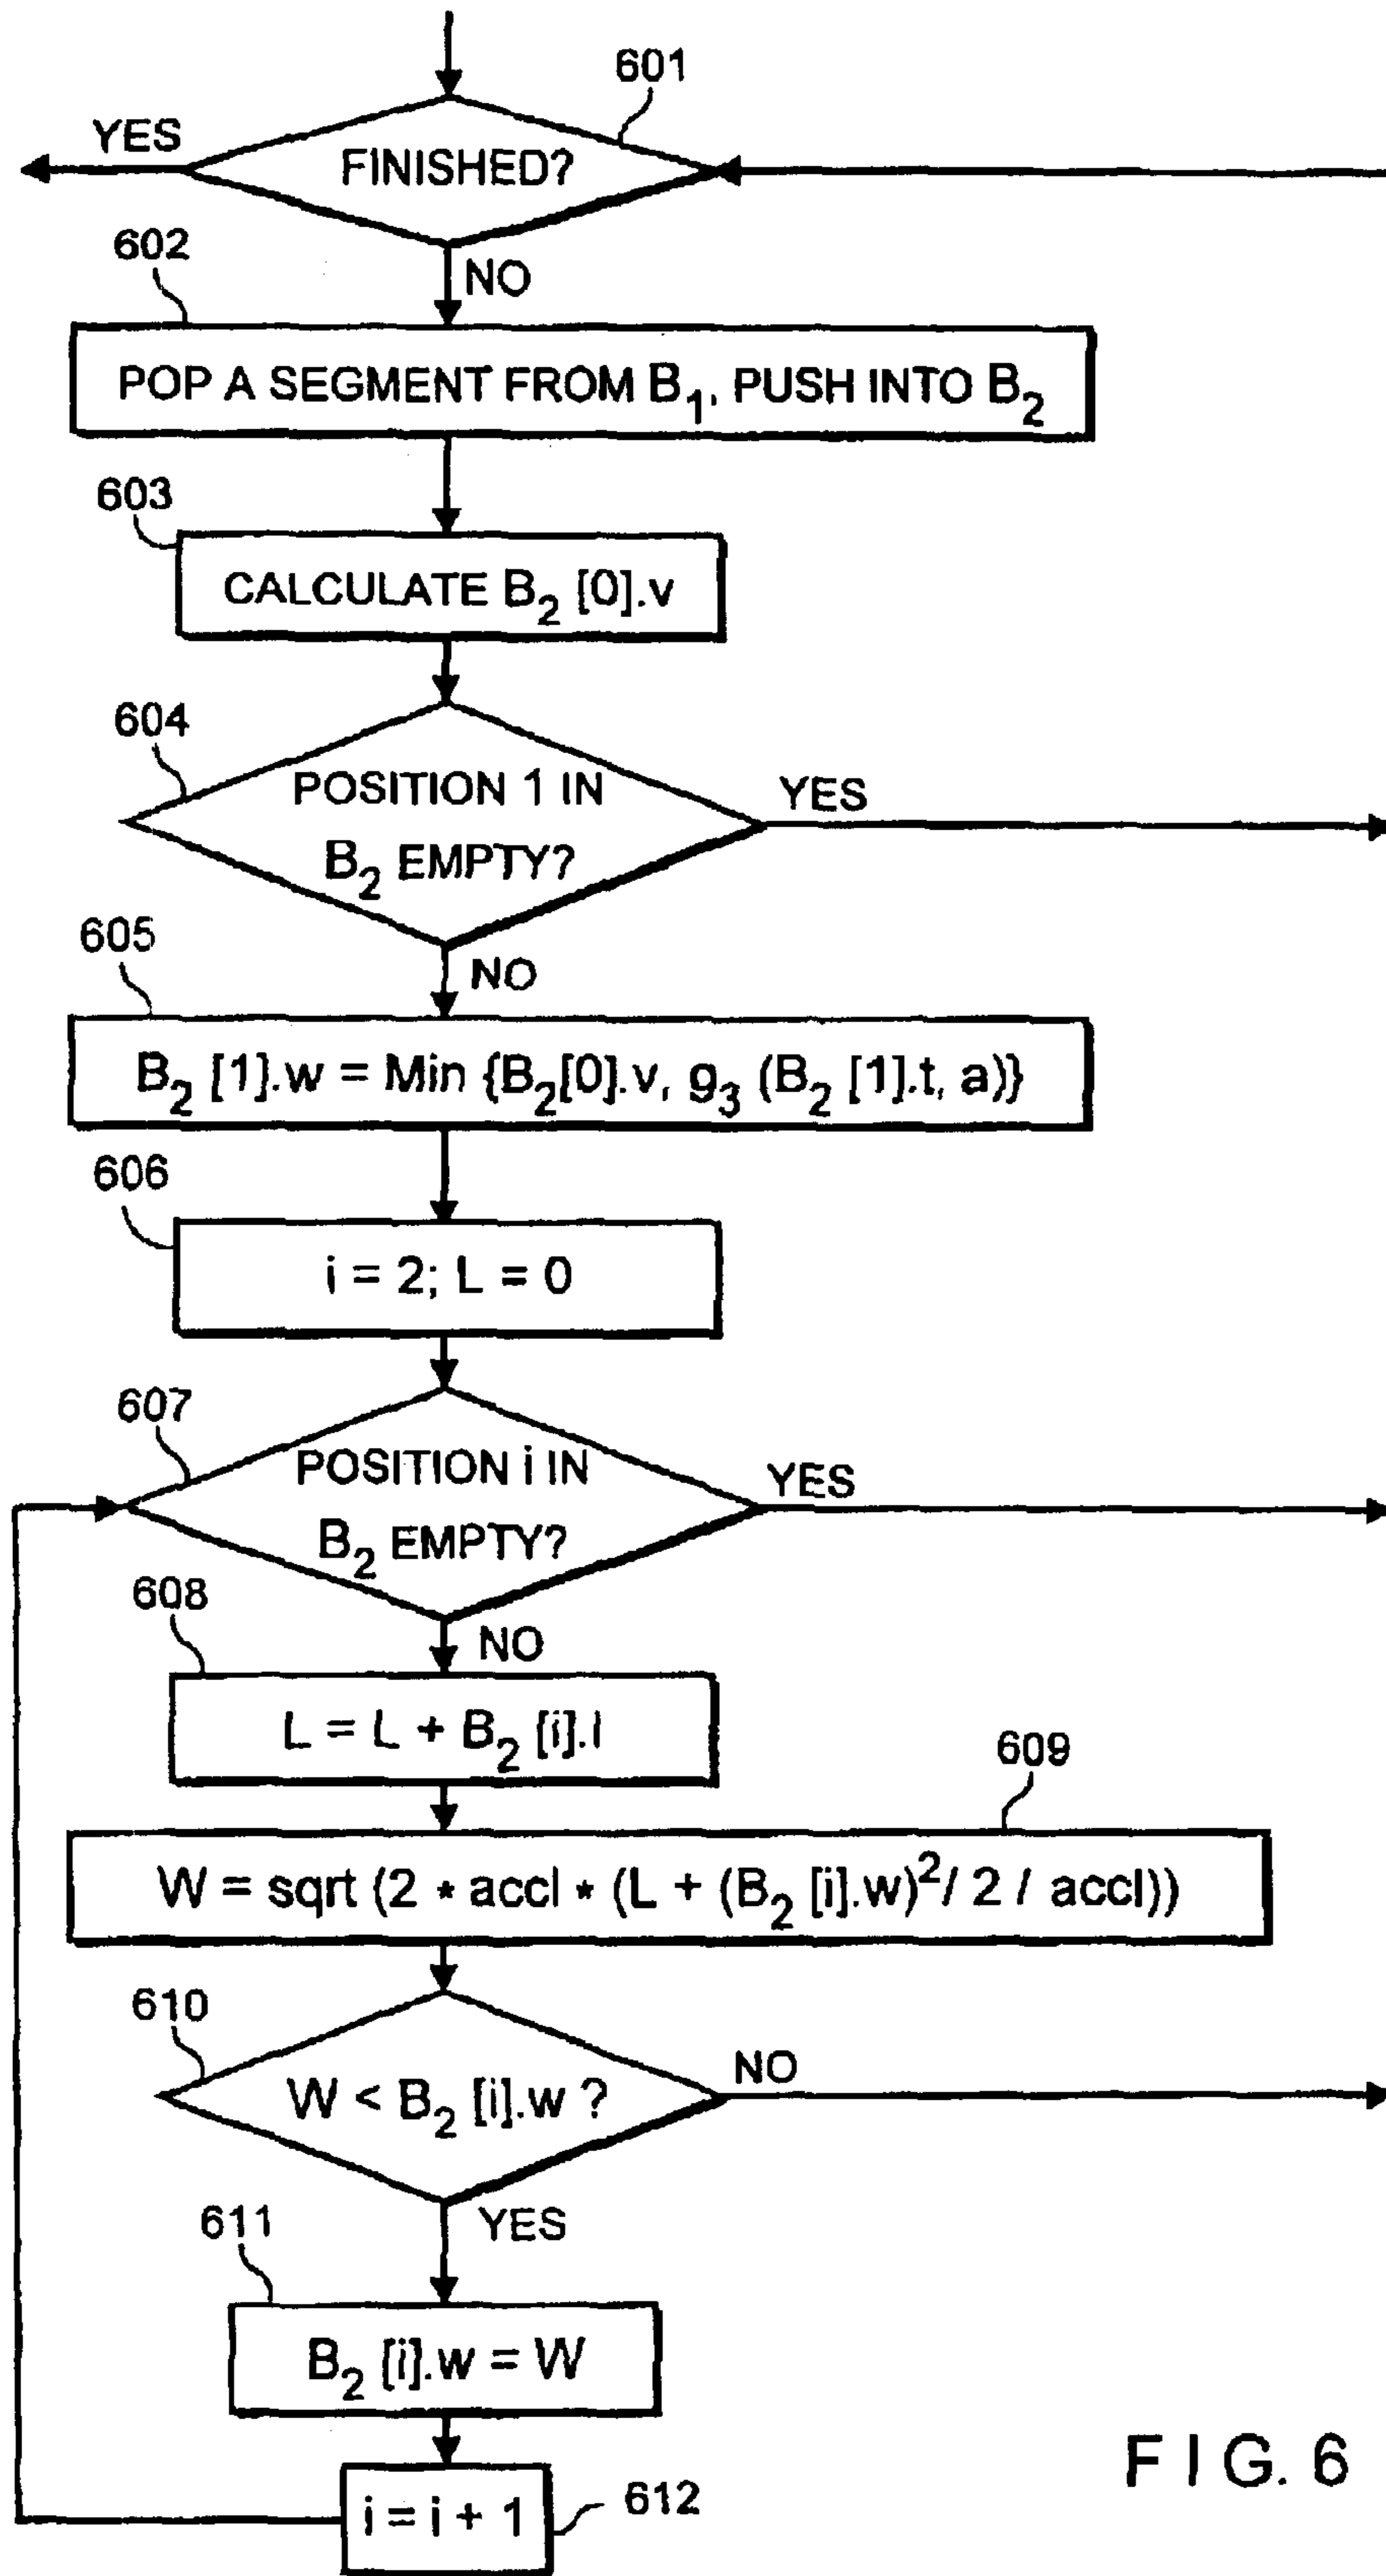 601
YES
FINISHED?
602
NO
POP A SEGMENT FROM B₁, PUSH INTO B₂
603
CALCULATE B₂ [0].v
604
POSITION 1 IN
B₂ EMPTY?
YES
605
NO
B₂ [1].w = Min {B₂[0].v, g₃ (B₂ [1].t, a)}
606
i = 2; L = 0
607
POSITION i IN
B₂ EMPTY?
YES
608
NO
L = L + B₂ [i].l
609
W = sqrt (2 * accl * (L + (B₂ [i].w)²/ 2 / accl))
610
W < B₂ [i].w ?
NO
611
YES
B₂ [i].w = W
i = i + 1
612
FIG. 6